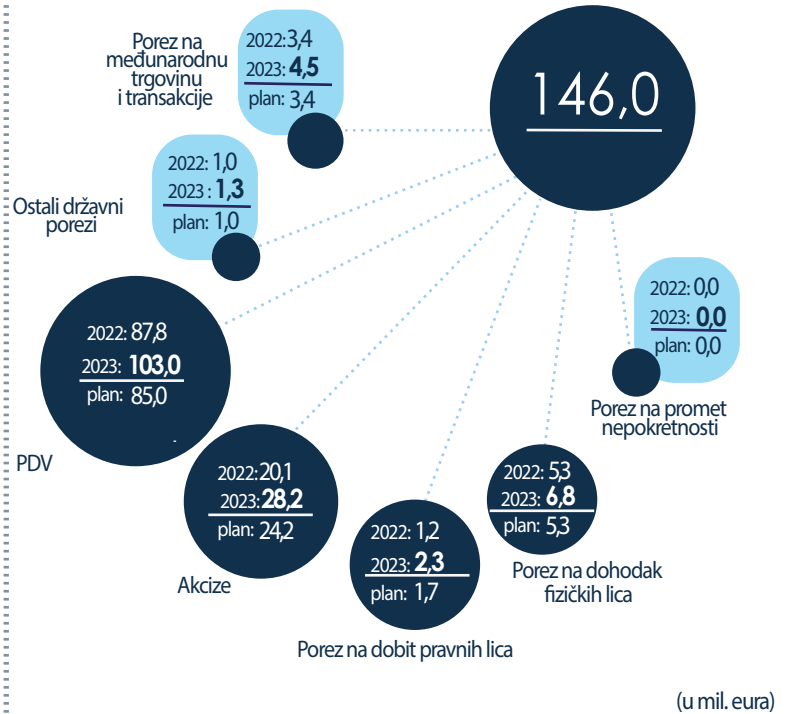 146,0
Porez na
međunarodnu
trgovinu
i transakcije
2022:3,4
2023: 4,5
plan: 3,4
Ostali državni
porezi
2022: 1,0
2023 : 1,3
plan: 1,0
2022: 87,8
2023: 103,0
plan: 85,0
PDV
2022:20,1
2023:28,2
plan: 24,2
Akcize
2022: 1,2
2023: 2,3
plan: 1,7
Porez na dobit pravnih lica
2022: 5,3
2023: 6,8
plan: 5,3
Porez na dohodak
fizičkih lica
2022: 0,0
2023: 0,0
plan: 0,0
Porez na promet
nepokretnosti
(u mil. eura)